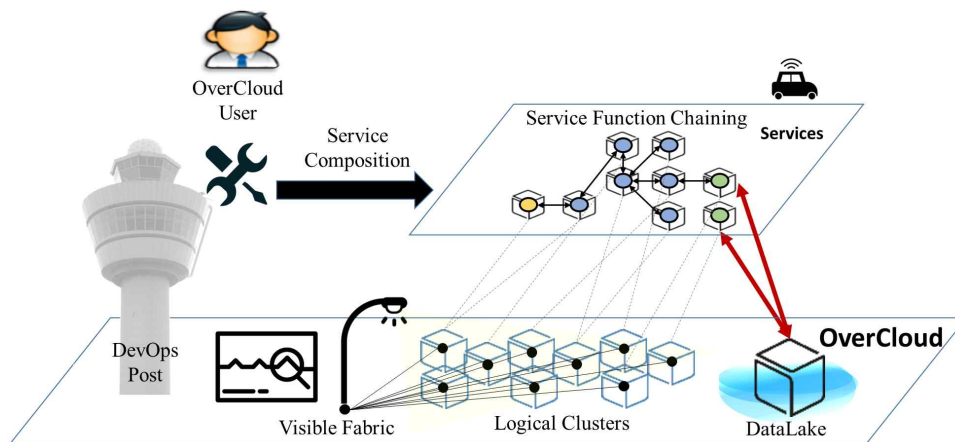 OverCloud
User
Service
Composition
Service Function Chaining
Services
DevOps
Post
Visible Fabric
Logical Clusters
OverCloud
DataLake